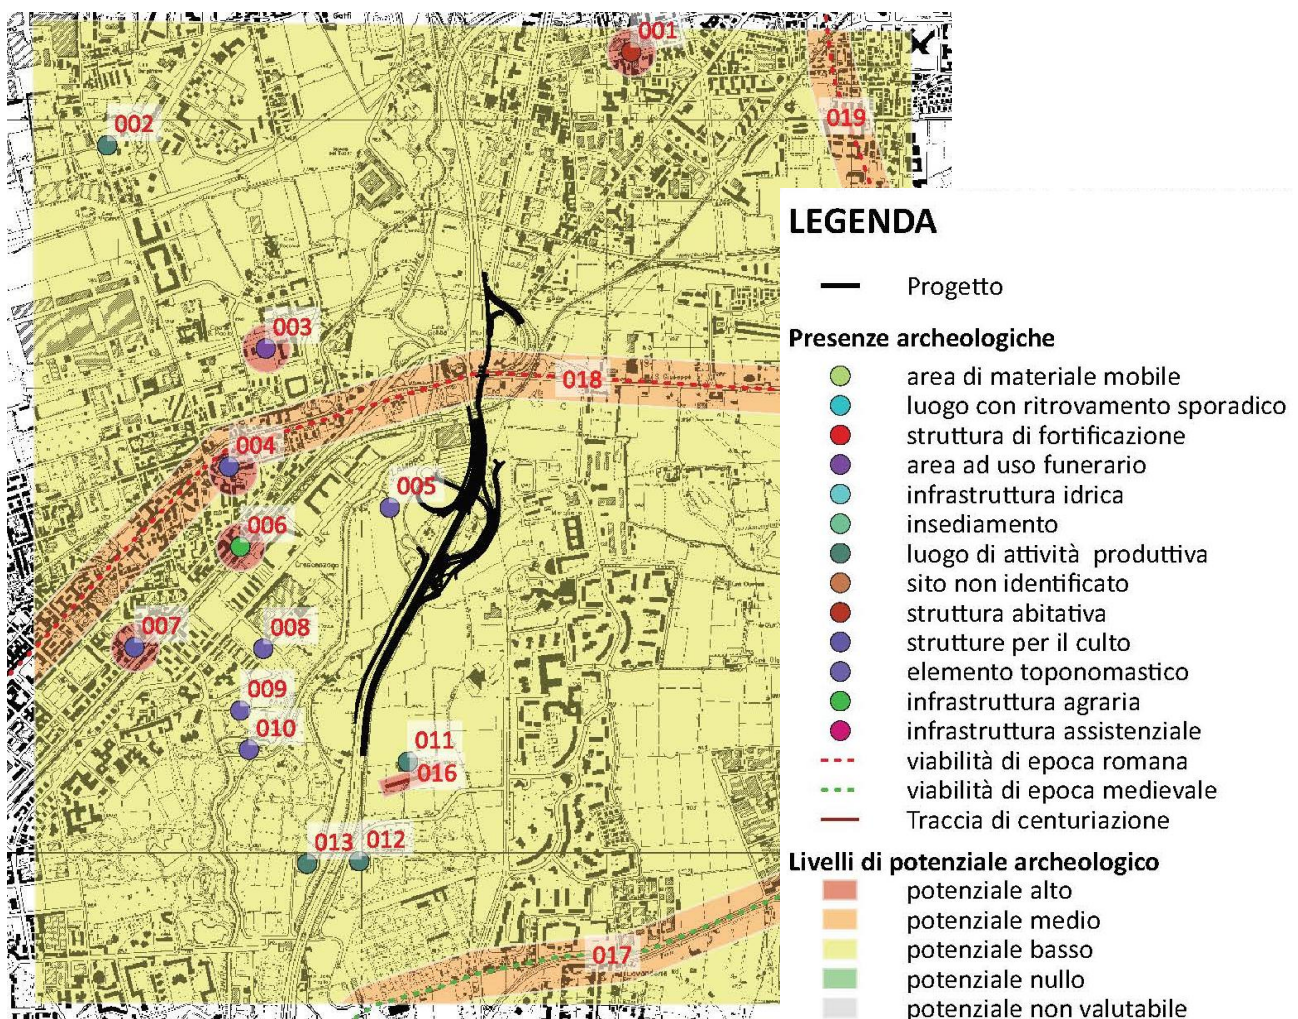 001
002
019
003
018
004
005
006
007
008
009
010
011
016
013
012
017
LEGENDA
Progetto
Presenze archeologiche
area di materiale mobile
luogo con ritrovamento sporadico
struttura di fortificazione
area ad uso funerario
infrastruttura idrica
insediamento
luogo di attività produttiva
sito non identificato
struttura abitativa
strutture per il culto
elemento toponomastico
infrastruttura agraria
infrastruttura assistenziale
viabilità di epoca romana
viabilità di epoca medievale
Traccia di centuriazione
Livelli di potenziale archeologico
potenziale alto
potenziale medio
potenziale basso
potenziale nullo
potenziale non valutabile